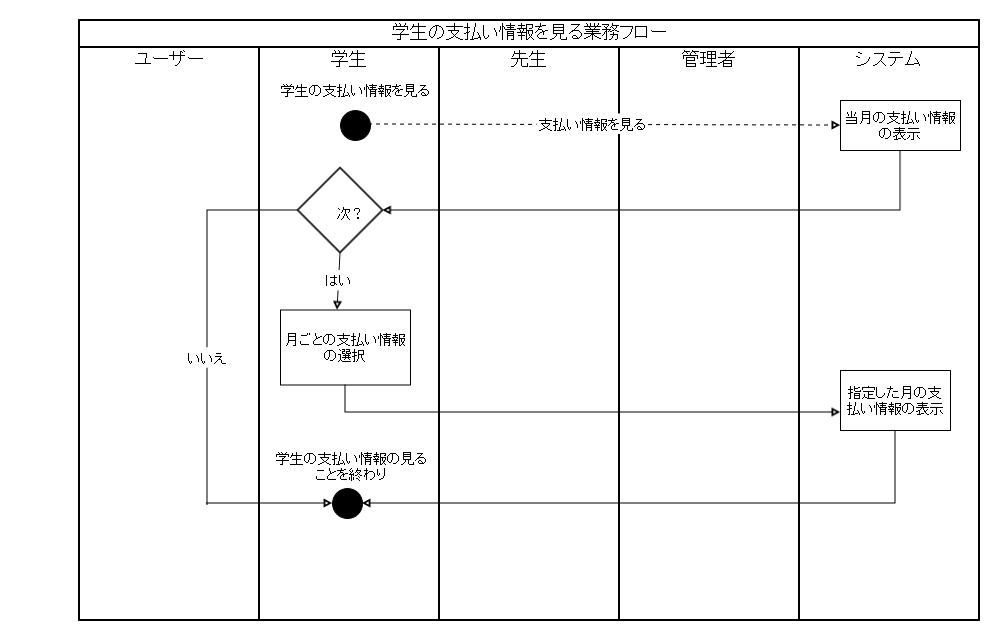 学生の支払い情報を見る業務フロー
ユーザー
学生
先生
管理者
システム
学生の支払い情報を見る
支払い情報を見る
当月の支払い情報
の表示
次？
はい
月ごとの支払い情報
の選択
いいえ
指定した月の支
払い情報の表示
学生の支払い情報の見る
ことを終わり